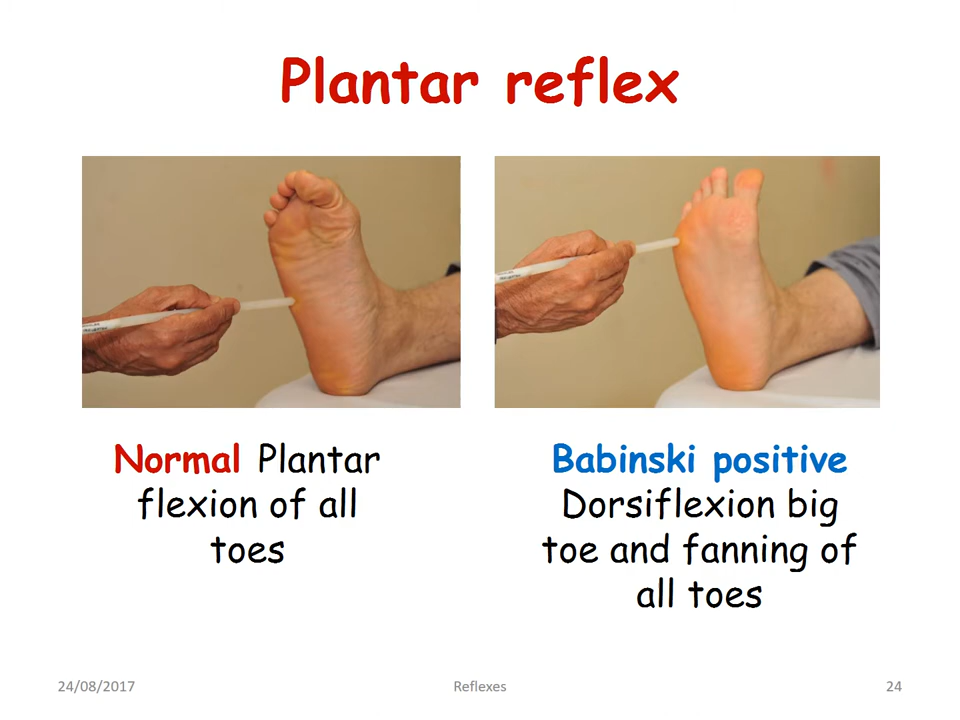 Plantar reflex
Normal Plantar
flexion of all
toes
Babinski positive
Dorsiflexion big
toe and fanning of
all toes
24/08/2017
Reflexes
24